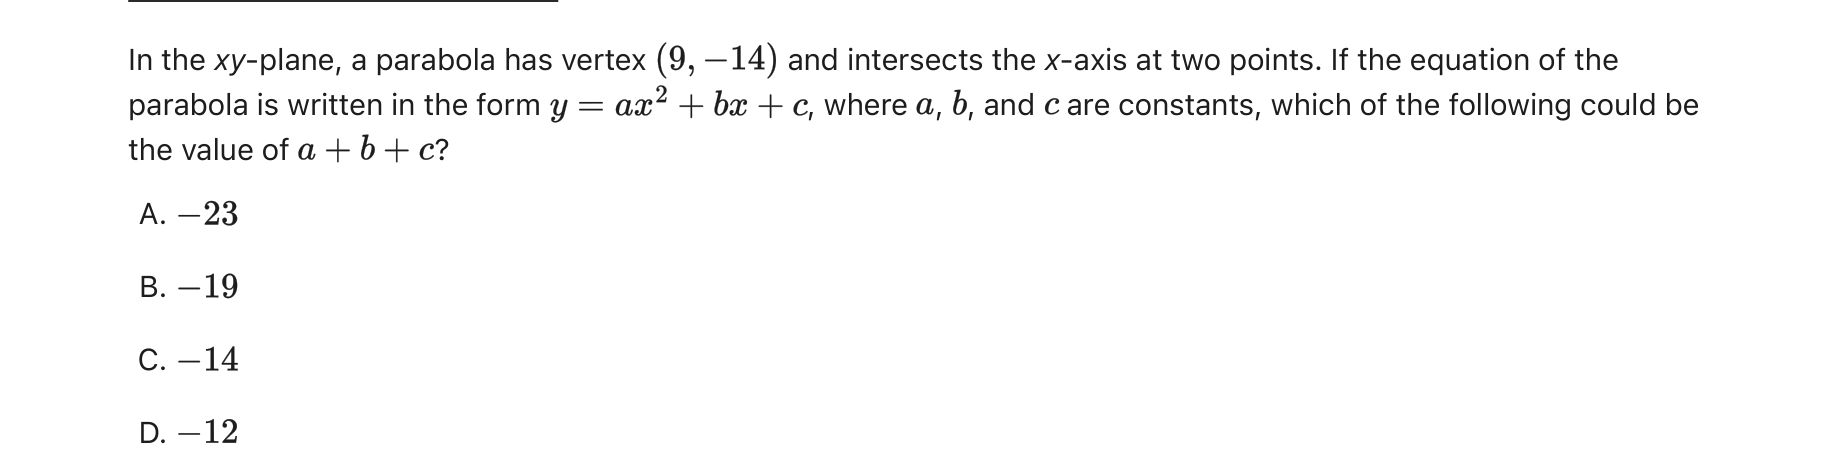 In the xy-plane, a parabola has vertex (9, −14) and intersects the x-axis at two points. If the equation of the
parabola is written in the form y = ax² + bx + c, where a, b, and c are constants, which of the following could be
the value of a + b + c?
A. −23
B. −19
C. −14
D. −12